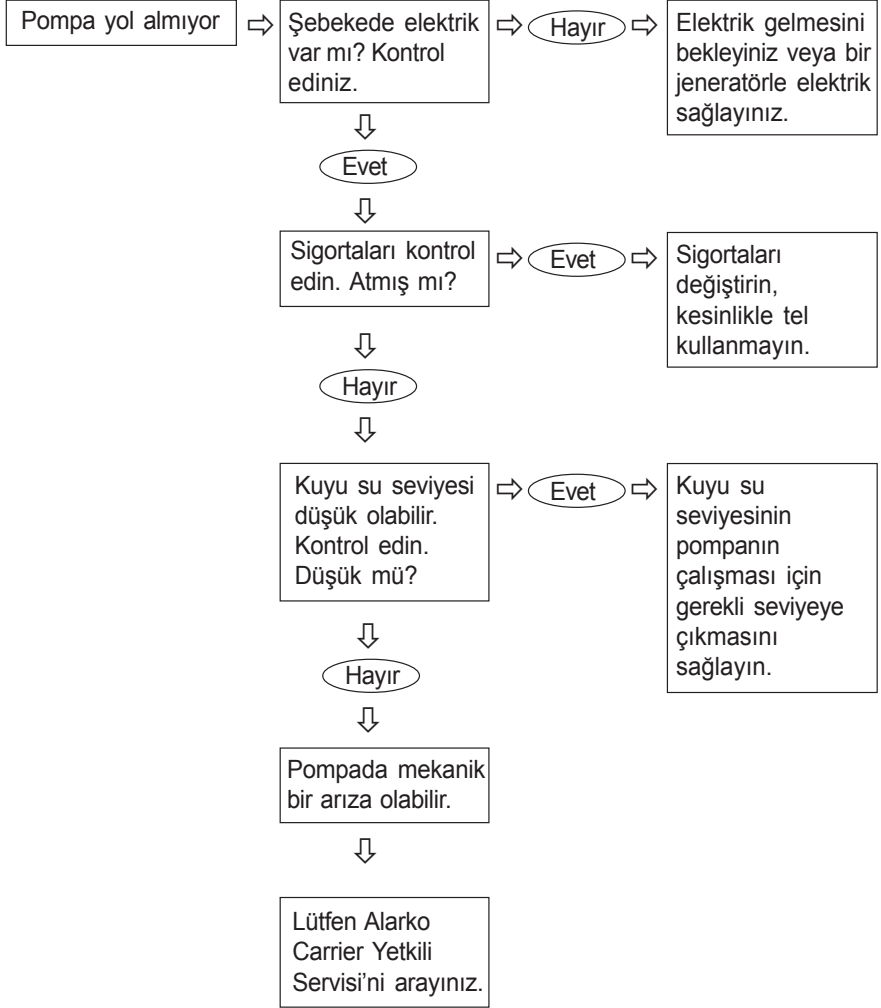 Pompa yol almıyor
Şebekede elektrik
var mı? Kontrol
ediniz.
Hayır
Elektrik gelmesini
bekleyiniz veya bir
jeneratörle elektrik
sağlayınız.
Evet
Sigortaları kontrol
edin. Atmış mı?
Evet
Sigortaları
değiştirin,
kesinlikle tel
kullanmayın.
Hayır
Kuyu su seviyesi
düşük olabilir.
Kontrol edin.
Düşük mü?
Evet
Kuyu su
seviyesinin
pompanın
çalışması için
gerekli seviyeye
çıkmasını
sağlayın.
Hayır
Pompada mekanik
bir arıza olabilir.
Lütfen Alarko
Carrier Yetkili
Servisi’ni arayınız.